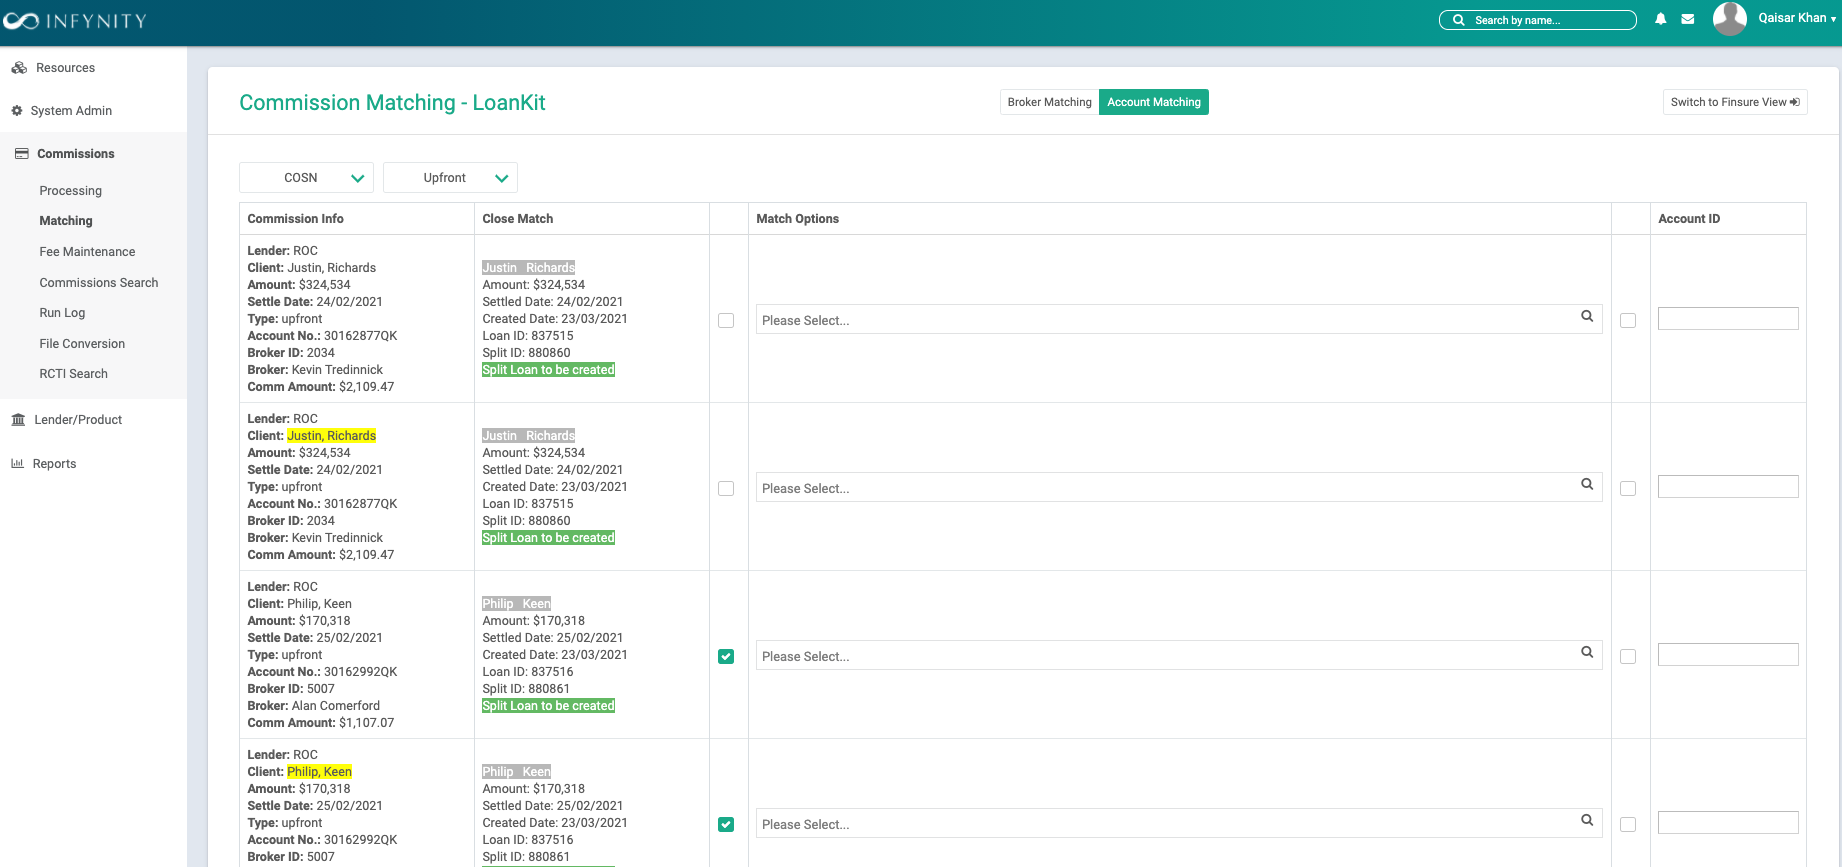 INFYNITY
Search by name...
Qaisar Khan
Resources
System Admin
Commissions
Processing
Matching
Fee Maintenance
Commissions Search
Run Log
File Conversion
RCTI Search
Lender/Product
Reports
Commission Matching - LoanKit
Broker Matching
Account Matching
Switch to Finsure View
COSN
Upfront
Commission Info
Close Match
Match Options
Account ID
Lender: ROC
Client: Justin, Richards
Amount: $324,534
Settle Date: 24/02/2021
Type: upfront
Account No.: 30162877QK
Broker ID: 2034
Broker: Kevin Tredinnick
Comm Amount: $2,109.47
Justin Richards
Amount: $324,534
Settled Date: 24/02/2021
Created Date: 23/03/2021
Loan ID: 837515
Split ID: 880860
Split Loan to be created
Please Select...
Lender: ROC
Client: Justin, Richards
Amount: $324,534
Settle Date: 24/02/2021
Type: upfront
Account No.: 30162877QK
Broker ID: 2034
Broker: Kevin Tredinnick
Comm Amount: $2,109.47
Justin Richards
Amount: $324,534
Settled Date: 24/02/2021
Created Date: 23/03/2021
Loan ID: 837515
Split ID: 880860
Split Loan to be created
Please Select...
Lender: ROC
Client: Philip, Keen
Amount: $170,318
Settle Date: 25/02/2021
Type: upfront
Account No.: 30162992QK
Broker ID: 5007
Broker: Alan Comerford
Comm Amount: $1,107.07
Philip Keen
Amount: $170,318
Settled Date: 25/02/2021
Created Date: 23/03/2021
Loan ID: 837516
Split ID: 880861
Split Loan to be created
Please Select...
Lender: ROC
Client: Philip, Keen
Amount: $170,318
Settle Date: 25/02/2021
Type: upfront
Account No.: 30162992QK
Broker ID: 5007
Philip Keen
Amount: $170,318
Settled Date: 25/02/2021
Created Date: 23/03/2021
Loan ID: 837516
Split ID: 880861
Please Select...